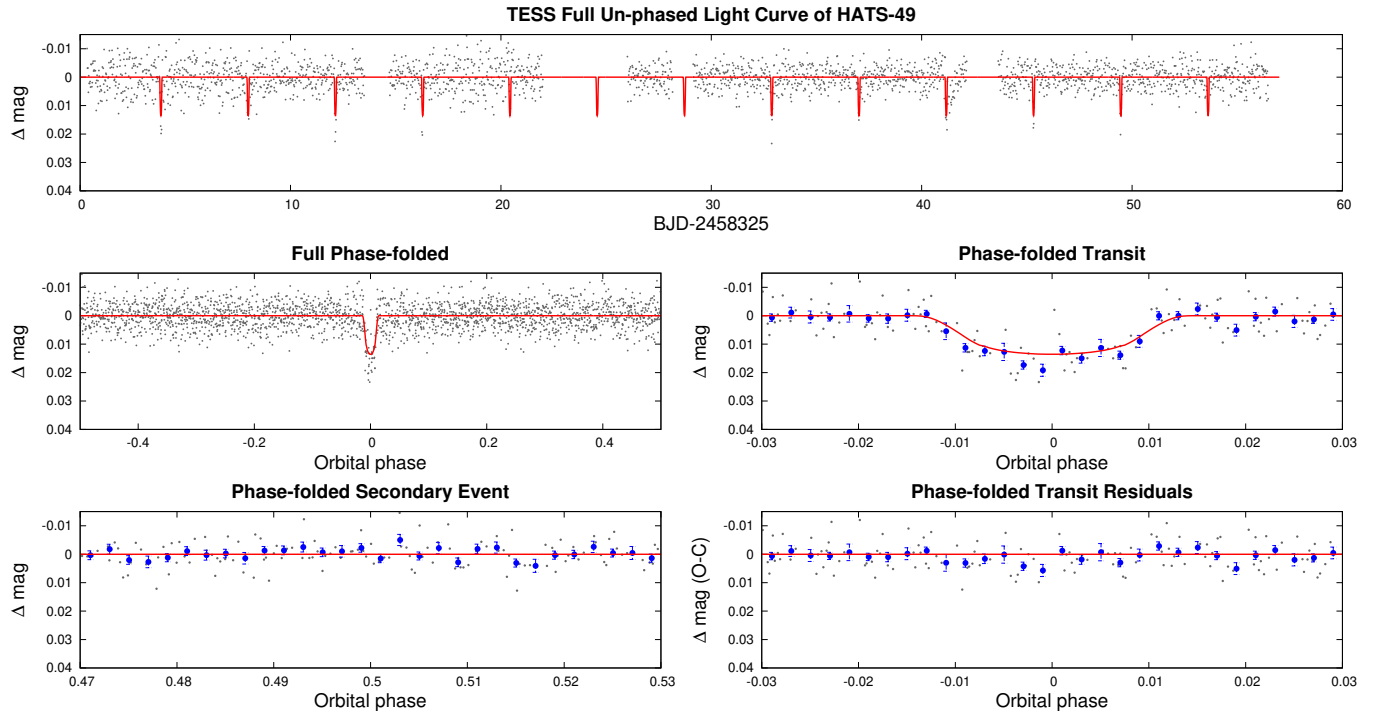 TESS Full Un-phased Light Curve of HATS-49
-0.01
0
0.01
0.02
0.03
0.04
Δ mag
0 10 20 30 40 50 60
BJD-2458325
Full Phase-folded
-0.01
0
0.01
0.02
0.03
0.04
Δ mag
-0.4 -0.2 0 0.2 0.4
Orbital phase
Phase-folded Transit
-0.01
0
0.01
0.02
0.03
0.04
Δ mag
-0.03 -0.02 -0.01 0 0.01 0.02 0.03
Orbital phase
Phase-folded Secondary Event
-0.01
0
0.01
0.02
0.03
0.04
Δ mag
0.47 0.48 0.49 0.5 0.51 0.52 0.53
Orbital phase
Phase-folded Transit Residuals
-0.01
0
0.01
0.02
0.03
0.04
Δ mag (O-C)
-0.03 -0.02 -0.01 0 0.01 0.02 0.03
Orbital phase